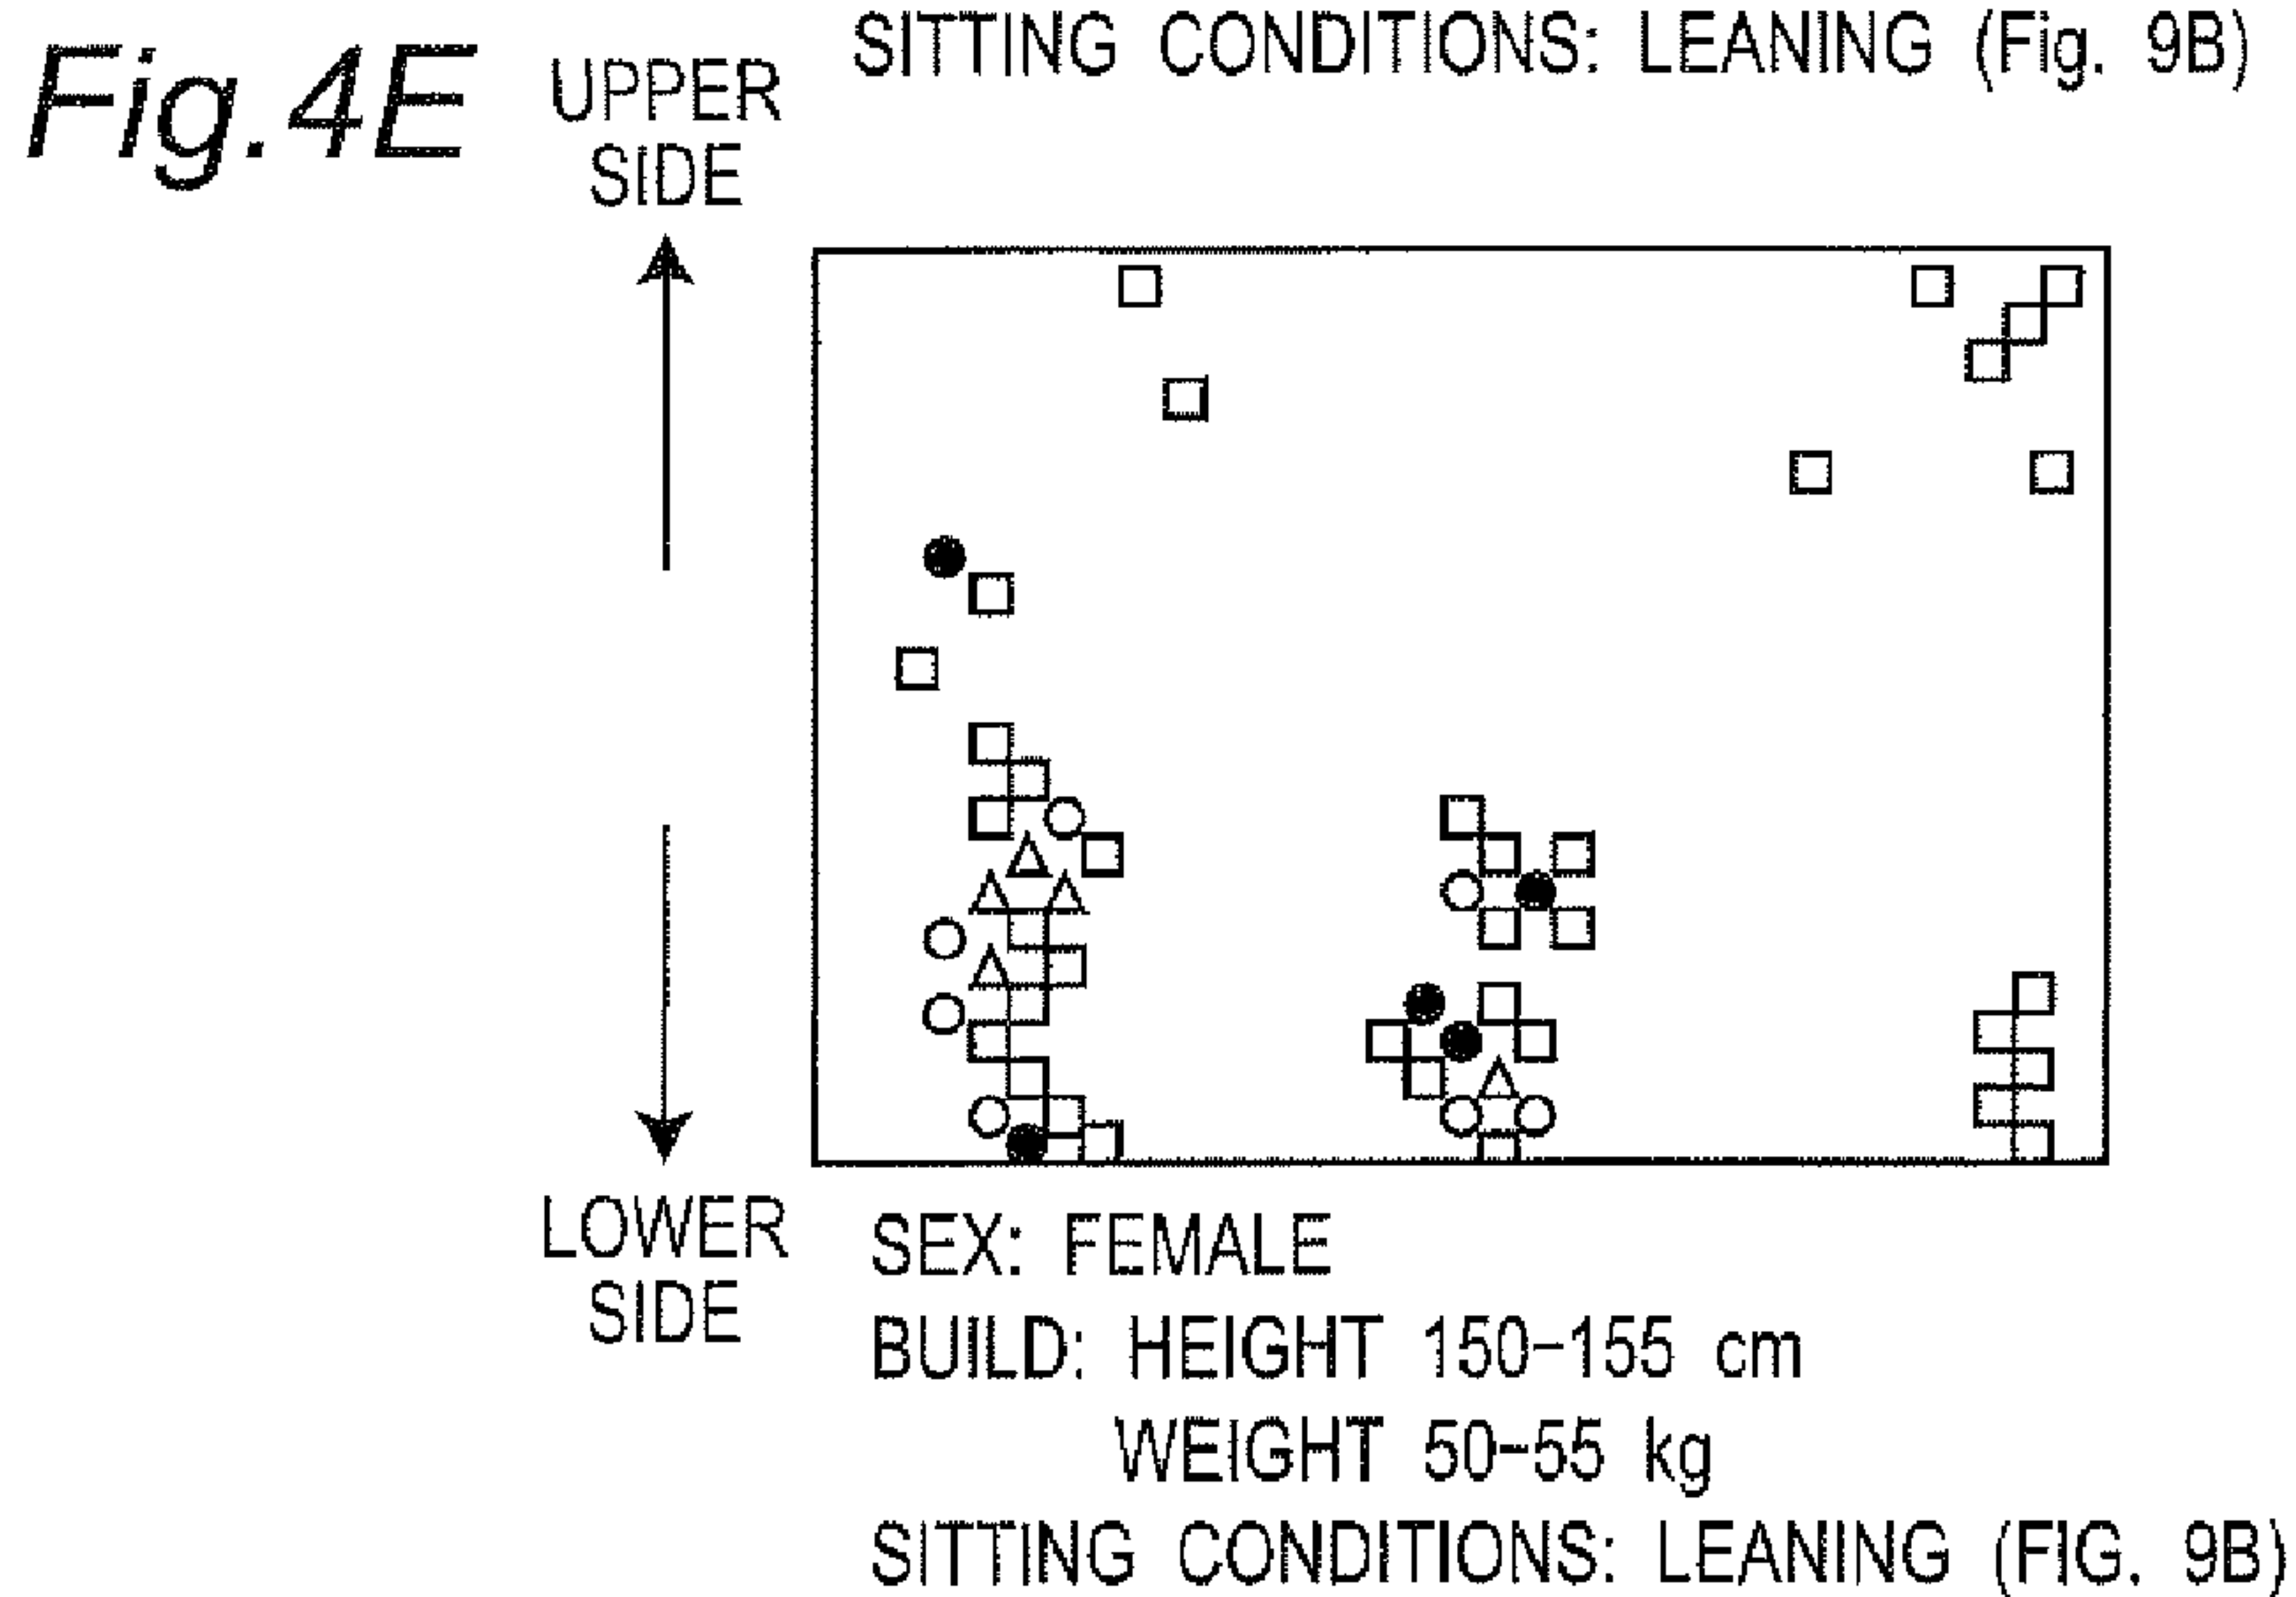 SITTING CONDITIONS: LEANING (Fig. 9B)
Fig.4E
UPPER
SIDE
LOWER
SIDE
SEX: FEMALE
BUILD: HEIGHT 150-155 cm
WEIGHT 50-55 kg
SITTING CONDITIONS: LEANING (FIG. 9B)